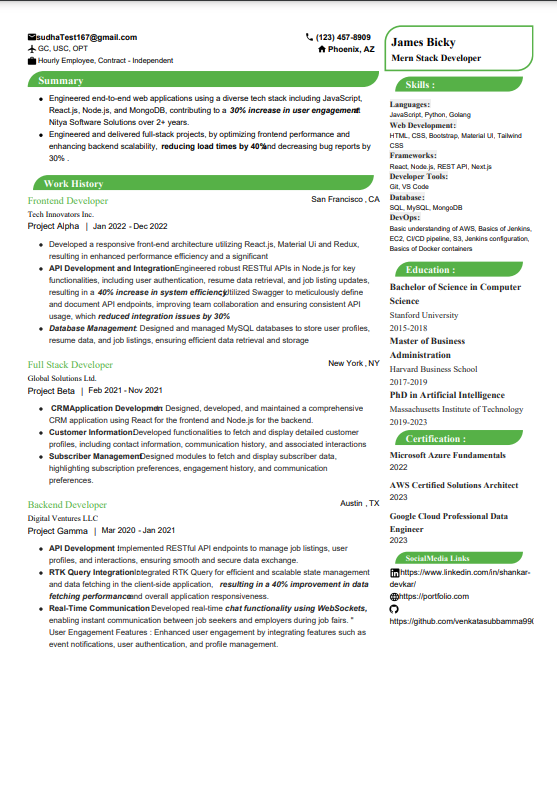 sudhaTest167@gmail.com
(123) 457-8909
GC, USC, OPT
Phoenix, AZ
Hourly Employee, Contract - Independent
Summary
Engineered end-to-end web applications using a diverse tech stack including JavaScript,
React.js, Node.js, and MongoDB, contributing to a 30% increase in user engagement
Nitya Software Solutions over 2+ years.
Engineered and delivered full-stack projects, by optimizing frontend performance and
enhancing backend scalability, reducing load times by 40% and decreasing bug reports by
30% .
Work History
Frontend Developer
San Francisco , CA
Tech Innovators Inc.
Project Alpha | Jan 2022 - Dec 2022
Developed a responsive front-end architecture utilizing React.js, Material Ui and Redux,
resulting in enhanced performance efficiency and a significant
API Development and Integration Engineered robust RESTful APIs in Node.js for key
functionalities, including user authentication, resume data retrieval, and job listing updates,
resulting in a 40% increase in system efficiency Utilized Swagger to meticulously define
and document API endpoints, improving team collaboration and ensuring consistent API
usage, which reduced integration issues by 30%
Database Management: Designed and managed MySQL databases to store user profiles,
resume data, and job listings, ensuring efficient data retrieval and storage
Full Stack Developer
New York , NY
Global Solutions Ltd.
Project Beta | Feb 2021 - Nov 2021
CRMApplication Development: Designed, developed, and maintained a comprehensive
CRM application using React for the frontend and Node.js for the backend.
Customer Information Developed functionalities to fetch and display detailed customer
profiles, including contact information, communication history, and associated interactions
Subscriber Management Designed modules to fetch and display subscriber data,
highlighting subscription preferences, engagement history, and communication
preferences.
Backend Developer
Austin , TX
Digital Ventures LLC
Project Gamma | Mar 2020 - Jan 2021
API Development Implemented RESTful API endpoints to manage job listings, user
profiles, and interactions, ensuring smooth and secure data exchange.
RTK Query Integration Integrated RTK Query for efficient and scalable state management
and data fetching in the client-side application, resulting in a 40% improvement in data
fetching performance and overall application responsiveness.
Real-Time Communication Developed real-time chat functionality using WebSockets,
enabling instant communication between job seekers and employers during job fairs. "
User Engagement Features : Enhanced user engagement by integrating features such as
event notifications, user authentication, and profile management.
James Bicky
Mern Stack Developer
Skills :
Languages:
JavaScript, Python, Golang
Web Development:
HTML, CSS, Bootstrap, Material UI, Tailwind
CSS
Frameworks:
React, Node.js, REST API, Next.js
Developer Tools:
Git, VS Code
Database:
SQL, MySQL, MongoDB
DevOps:
Basic understanding of AWS, Basics of Jenkins,
EC2, CI/CD pipeline, S3, Jenkins configuration,
Basics of Docker containers
Education :
Bachelor of Science in Computer
Science
Stanford University
2015-2018
Master of Business
Administration
Harvard Business School
2017-2019
PhD in Artificial Intelligence
Massachusetts Institute of Technology
2019-2023
Certification :
Microsoft Azure Fundamentals
2022
AWS Certified Solutions Architect
2023
Google Cloud Professional Data
Engineer
2023
SocialMedia Links
https://www.linkedin.com/in/shankar-
devkar/
https://portfolio.com
https://github.com/venkatasubbamma990